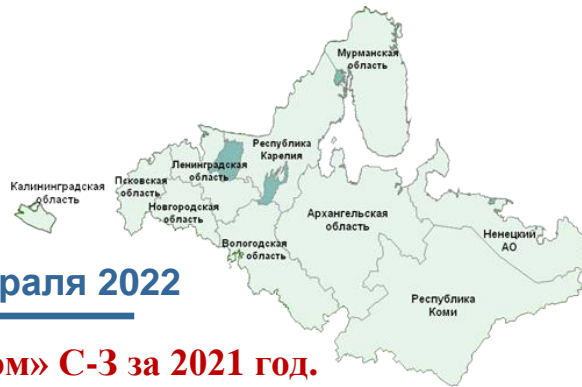 Мурманская
область
Республика
Карелия
Ленинградская
область
Калининградская
область
Псковская
область
Новгородская
область
Архангельская
область
Ненецкий
АО
Вологодская
область
Республика
Коми
раля 2022
ом» С-З за 2021 год.